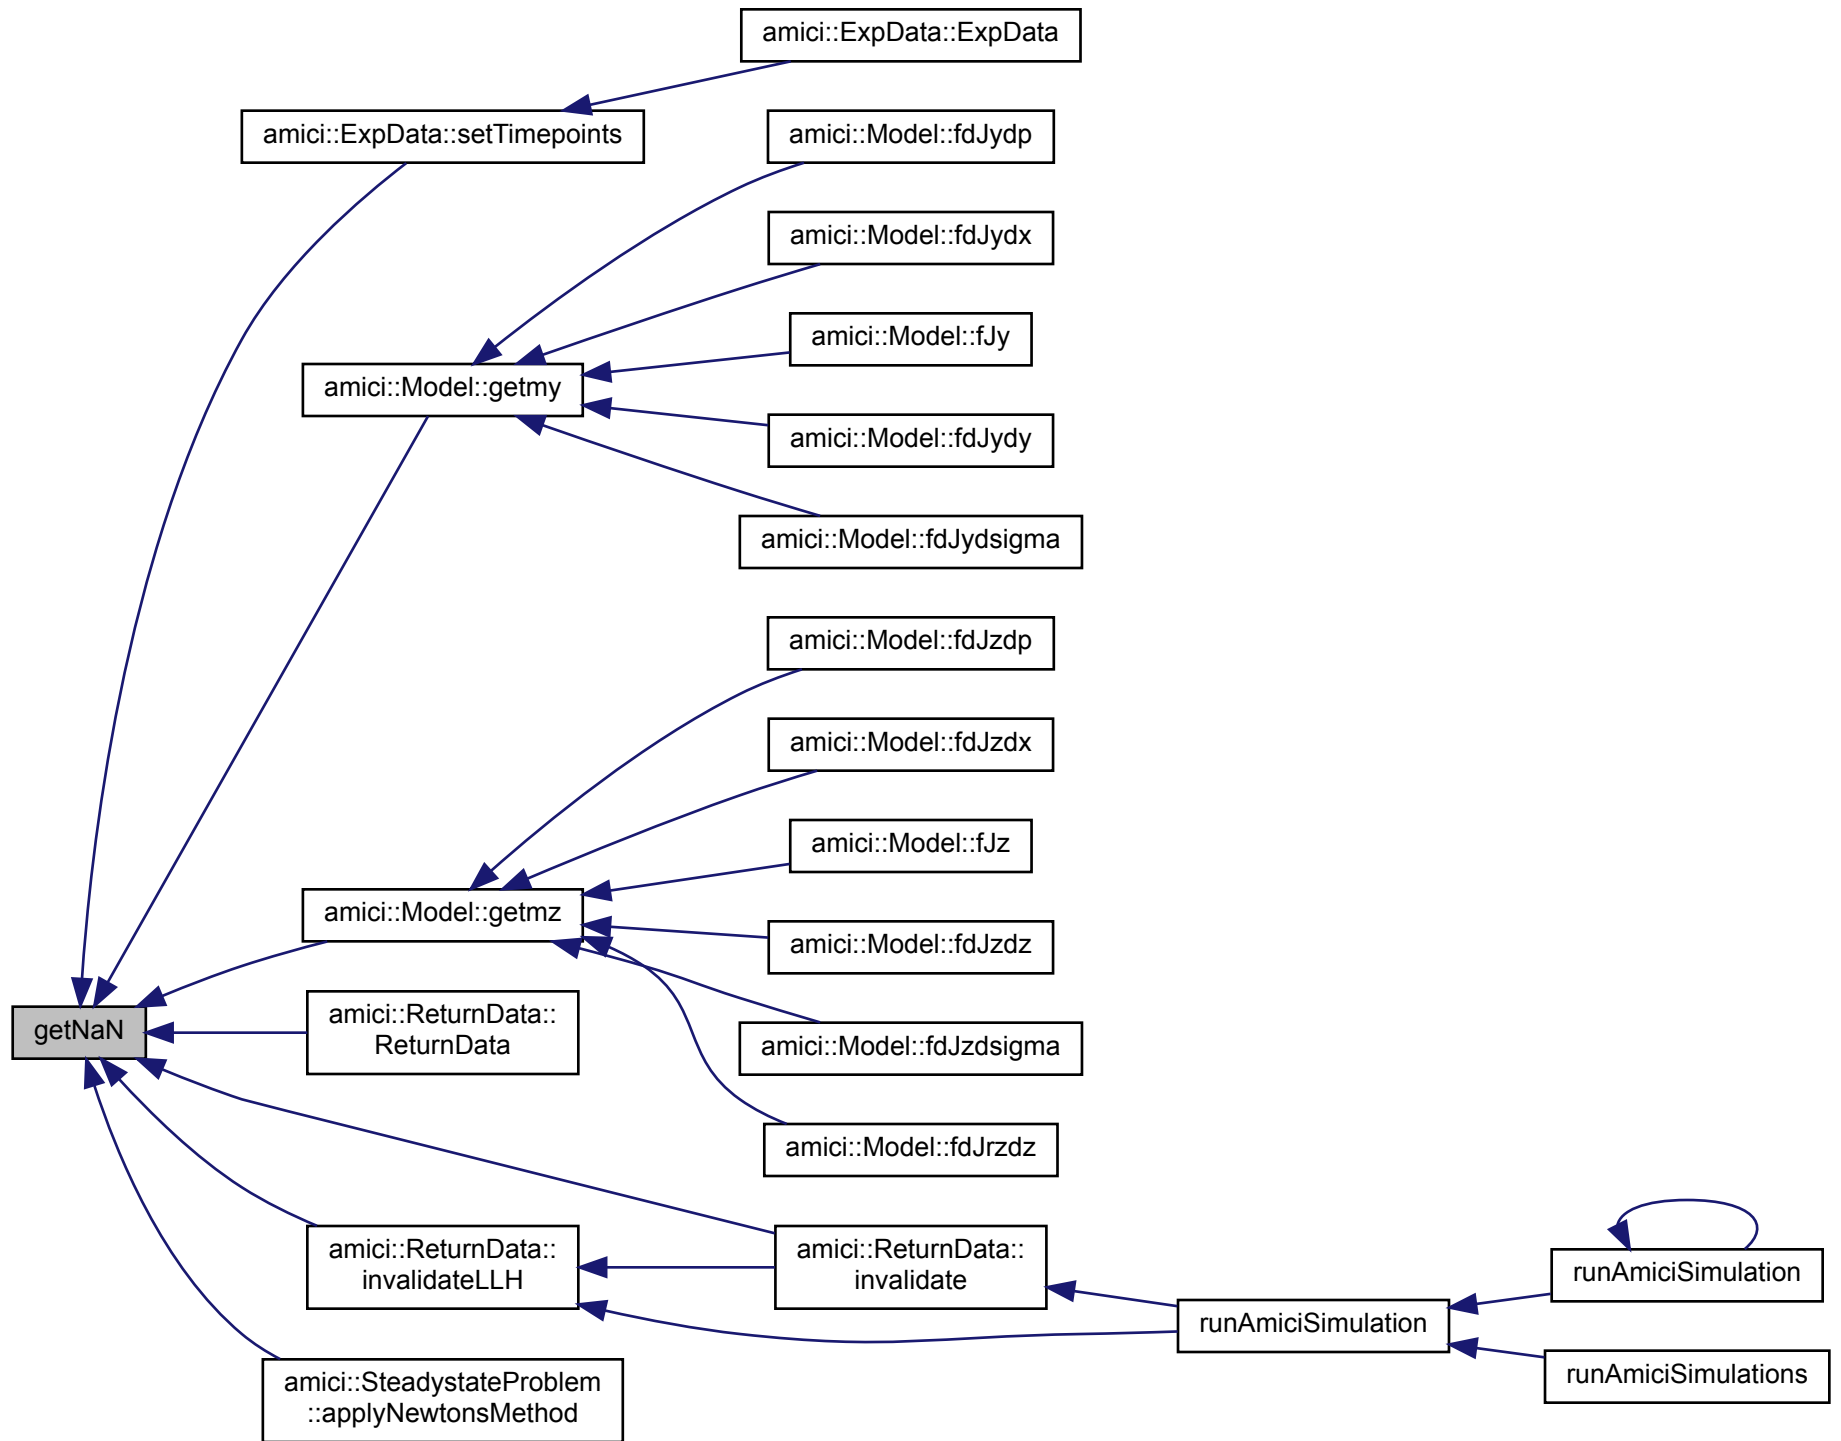 amici::ExpData::ExpData
amici::ExpData::setTimepoints
amici::Model::fdJydp
amici::Model::fdJydx
amici::Model::fJy
amici::Model::getmy
amici::Model::fdJydy
amici::Model::fdJydsigma
amici::Model::fdJzdp
amici::Model::fdJzdx
amici::Model::fJz
amici::Model::getmz
amici::Model::fdJzdz
getNaN
amici::ReturnData::
ReturnData
amici::Model::fdJzdsigma
amici::Model::fdJrzdz
amici::ReturnData::
invalidateLLH
amici::ReturnData::
invalidate
runAmiciSimulation
runAmiciSimulation
runAmiciSimulations
amici::SteadystateProblem
::applyNewtonsMethod